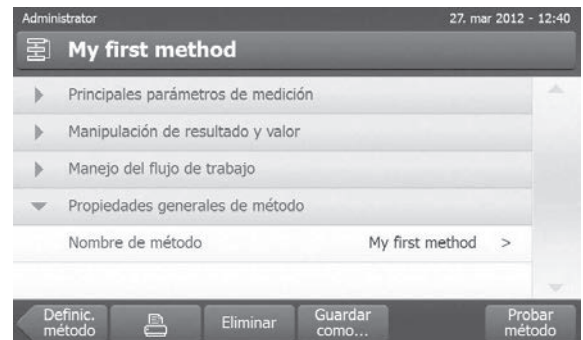 Administrator 27. mar 2012 - 12:40
My first method
Principales parámetros de medición
Manipulación de resultado y valor
Manejo del flujo de trabajo
Propiedades generales de método
Nombre de método My first method >
Definic. método
Eliminar
Guardar como...
Probar método